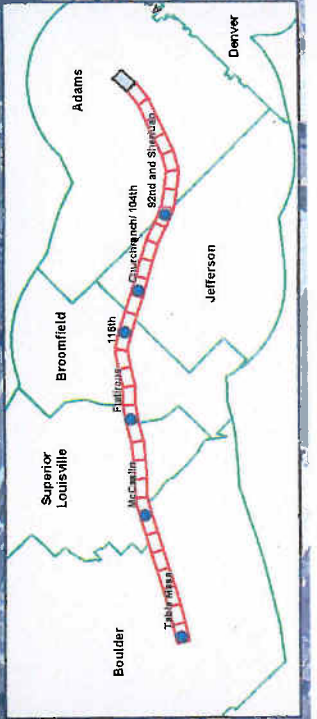 Boulder
Superior
Louisville
Broomfield
Adams
Denver
Jefferson
Table Mesa
McCaslin
Flatirons
116th
Churchranch/ 104th
92nd and Sheridan